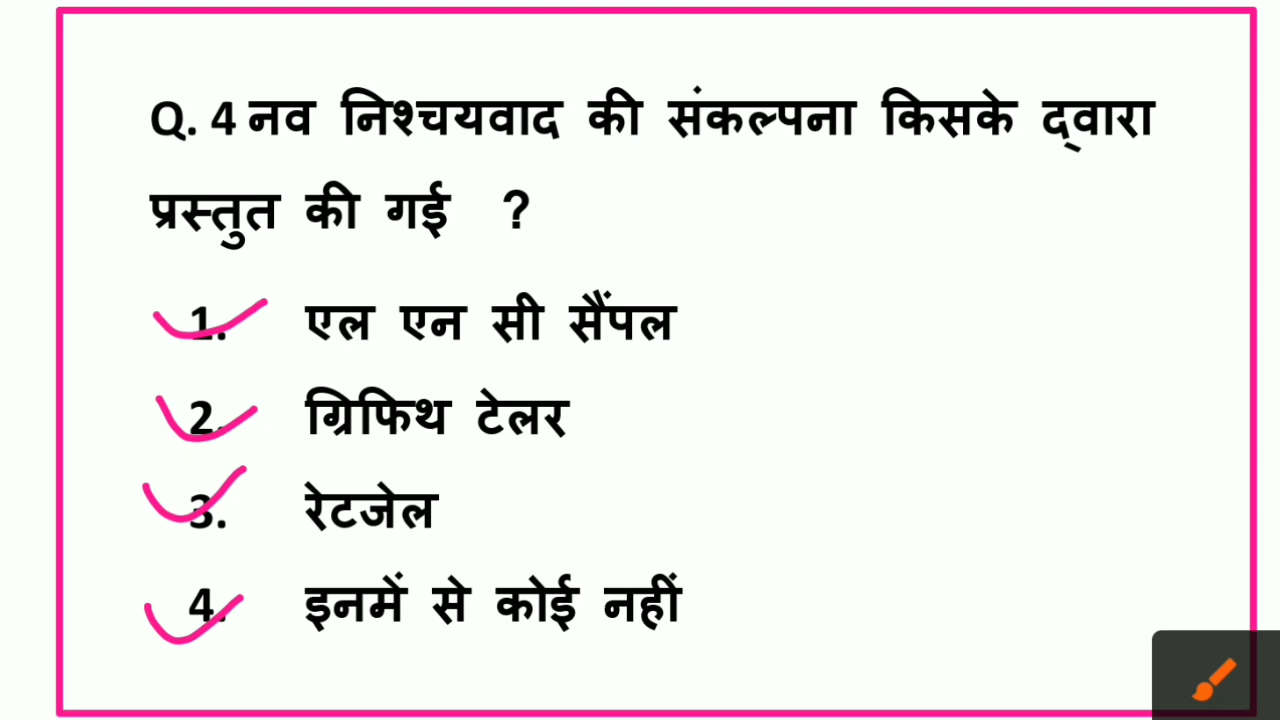 Q. 4 नव निश्चयवाद की संकल्पना किसके द्वारा
प्रस्तुत की गई ?
1. एल एन सी सैंपल
2. ग्रिफिथ टेलर
3. रेटजेल
4. इनमें से कोई नहीं